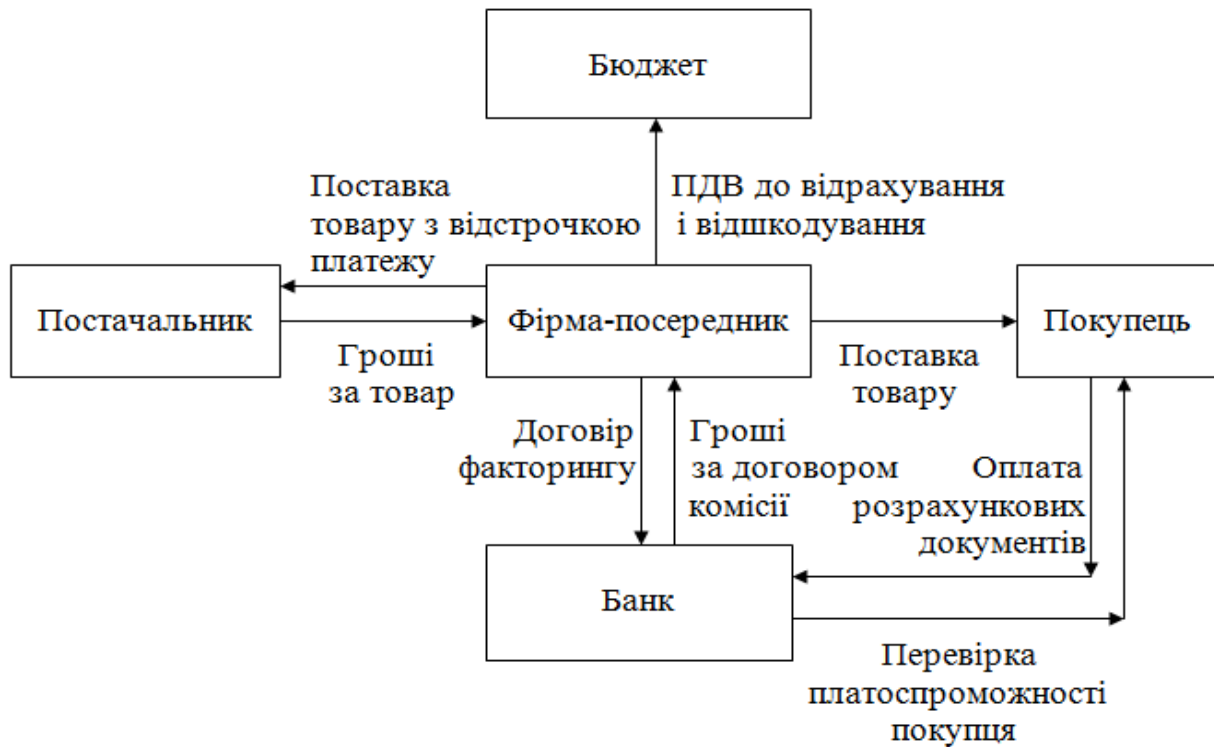 Бюджет
Поставка
товару з відстрочкою
платежу
ПДВ до відрахування
і відшкодування
Постачальник
Фірма-посередник
Покупець
Гроші
за товар
Поставка
товару
Договір
факторингу
Гроші
за договором
комісії
Оплата
розрахункових
документів
Банк
Перевірка
платоспроможності
покупця